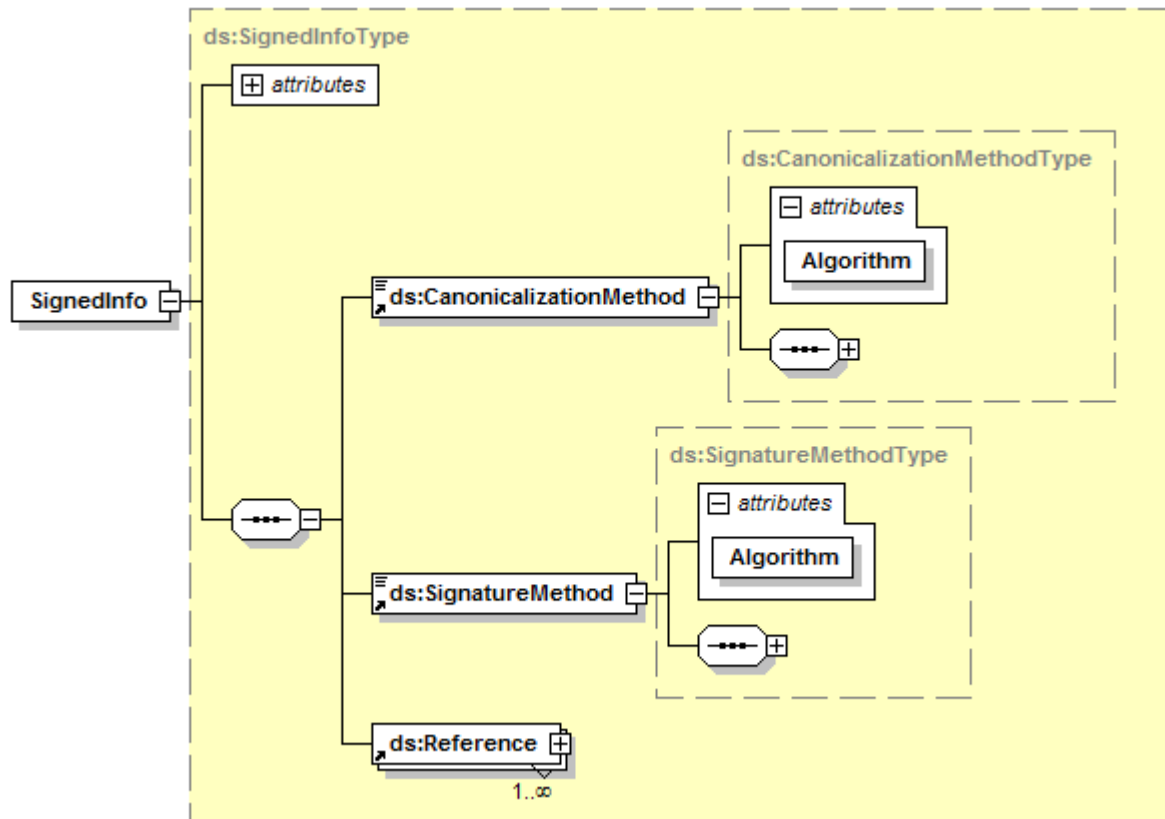 ds:SignedInfoType
attributes
ds:CanonicalizationMethodType
attributes
Algorithm
SignedInfo
ds:CanonicalizationMethod
ds:SignatureMethodType
attributes
Algorithm
ds:SignatureMethod
ds:Reference
1..∞